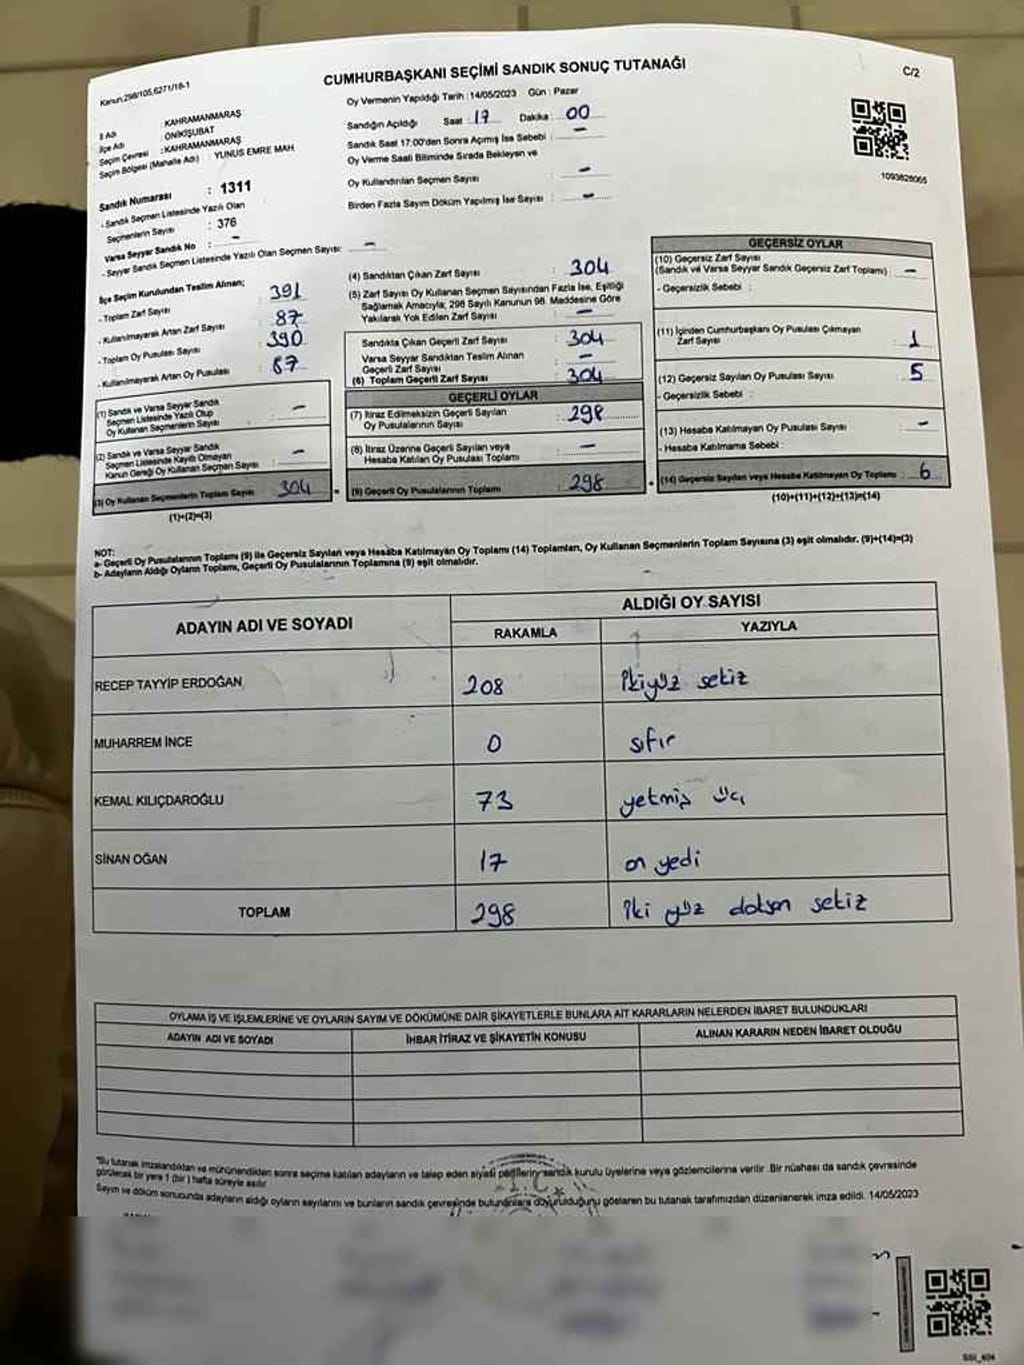 Kanun,298/105,6271/18-1
CUMHURBAŞKANI SEÇİMİ SANDIK SONUÇ TUTANAĞI
C/2
İl Adı : KAHRAMANMARAŞ
İlçe Adı : ONİKİŞUBAT
Seçim Çevresi : KAHRAMANMARAŞ
Seçim Bölgesi (Mahalle Adı) : YUNUS EMRE MAH.
Sandık Numarası : 1311
- Sandık Seçmen Listesinde Yazılı Olan
Seçmenlerin Sayısı : 376
Varsa Seyyar Sandık No : -
- Seyyar Sandık Seçmen Listesinde Yazılı Olan Seçmen Sayısı: -
Oy Vermenin Yapıldığı Tarih : 14/05/2023 Gün : Pazar
Sandığın Açıldığı Saat : 17 Dakika : 00
Sandık Saat 17:00'den Sonra Açımış İse Sebebi : -
Oy Verme Saati Bitiminde Sırada Bekleyen ve
Oy Kullandırılan Seçmen Sayısı : -
Birden Fazla Sayım Döküm Yapılmış İse Sayısı : -
1093828065
İlçe Seçim Kurulundan Teslim Alınan;
- Toplam Zarf Sayısı : 391
- Kullanılmayarak Artan Zarf Sayısı : 87
- Toplam Oy Pusulası Sayısı : 390
- Kullanılmayarak Artan Oy Pusulası : 87
(1) Sandık ve Varsa Seyyar Sandık
Seçmen Listesinde Yazılı Olup
Oy Kullanan Seçmenlerin Sayısı : -
(2) Sandık ve Varsa Seyyar Sandık
Seçmen Listesinde Kayıtlı Olmayan
Kanun Gereği Oy Kullanan Seçmen Sayısı : -
(3) Oy Kullanan Seçmenlerin Toplam Sayısı : 304
(1)+(2)=(3)
(4) Sandıktan Çıkan Zarf Sayısı : 304
(5) Zarf Sayısı Oy Kullanan Seçmen Sayısından Fazla İse, Eşitliği
Sağlamak Amacıyla; 298 Sayılı Kanunun 98. Maddesine Göre
Yakılarak Yok Edilen Zarf Sayısı : -
Sandıkta Çıkan Geçerli Zarf Sayısı : 304
Varsa Seyyar Sandıktan Teslim Alınan
Geçerli Zarf Sayısı : -
(6) Toplam Geçerli Zarf Sayısı : 304
GEÇERLİ OYLAR
(7) İtiraz Edilmeksizin Geçerli Sayılan
Oy Pusulalarının Sayısı : 298
(8) İtiraz Üzerine Geçerli Sayılan veya
Hesaba Katılan Oy Pusulası Toplamı : -
= (9) Geçerli Oy Pusulalarının Toplamı : 298
GEÇERSİZ OYLAR
(10) Geçersiz Zarf Sayısı
(Sandık ve Varsa Seyyar Sandık Geçersiz Zarf Toplamı) : -
- Geçersizlik Sebebi :
(11) İçinden Cumhurbaşkanı Oy Pusulası Çıkmayan
Zarf Sayısı : 1
(12) Geçersiz Sayılan Oy Pusulası Sayısı : 5
- Geçersizlik Sebebi :
(13) Hesaba Katılmayan Oy Pusulası Sayısı : -
- Hesaba Katılmama Sebebi :
+ (14) Geçersiz Sayılan veya Hesaba Katılmayan Oy Toplamı : 6
(10)+(11)+(12)+(13)=(14)
NOT:
a- Geçerli Oy Pusulalarının Toplamı (9) ile Geçersiz Sayılan veya Hesaba Katılmayan Oy Toplamı (14) Toplamları, Oy Kullanan Seçmenlerin Toplam Sayısına (3) eşit olmalıdır. (9)+(14)=(3)
b- Adayların Aldığı Oyların Toplamı, Geçerli Oy Pusulalarının Toplamına (9) eşit olmalıdır.
ADAYIN ADI VE SOYADI
ALDIĞI OY SAYISI
RAKAMLA YAZIYLA
RECEP TAYYİP ERDOĞAN 208 ikiyüz sekiz
MUHARREM İNCE 0 sıfır
KEMAL KILIÇDAROĞLU 73 yetmiş üç
SİNAN OĞAN 17 on yedi
TOPLAM 298 iki yüz doksan sekiz
OYLAMA İŞ VE İŞLEMLERİNE VE OYLARIN SAYIM VE DÖKÜMÜNE DAİR ŞİKAYETLERLE BUNLARA AİT KARARLARIN NELERDEN İBARET BULUNDUKLARI
ADAYIN ADI VE SOYADI İHBAR İTİRAZ VE ŞİKAYETİN KONUSU ALINAN KARARIN NEDEN İBARET OLDUĞU
*Bu tutanak imzalandıktan ve mühürlendikten sonra seçime katılan adayların ve talep eden siyasi partilerin sandık kurulu üyelerine veya gözlemcilerine verilir. Bir nüshası da sandık çevresinde
görülecek bir yere 1 (bir) hafta süreyle asılır
Sayım ve döküm sonucunda adayların aldığı oyların sayılarını ve bunların sandık çevresinde bulunanlara duyurulduğunu gösteren bu tutanak tarafımızdan düzenlenerek imza edildi. 14/05/2023